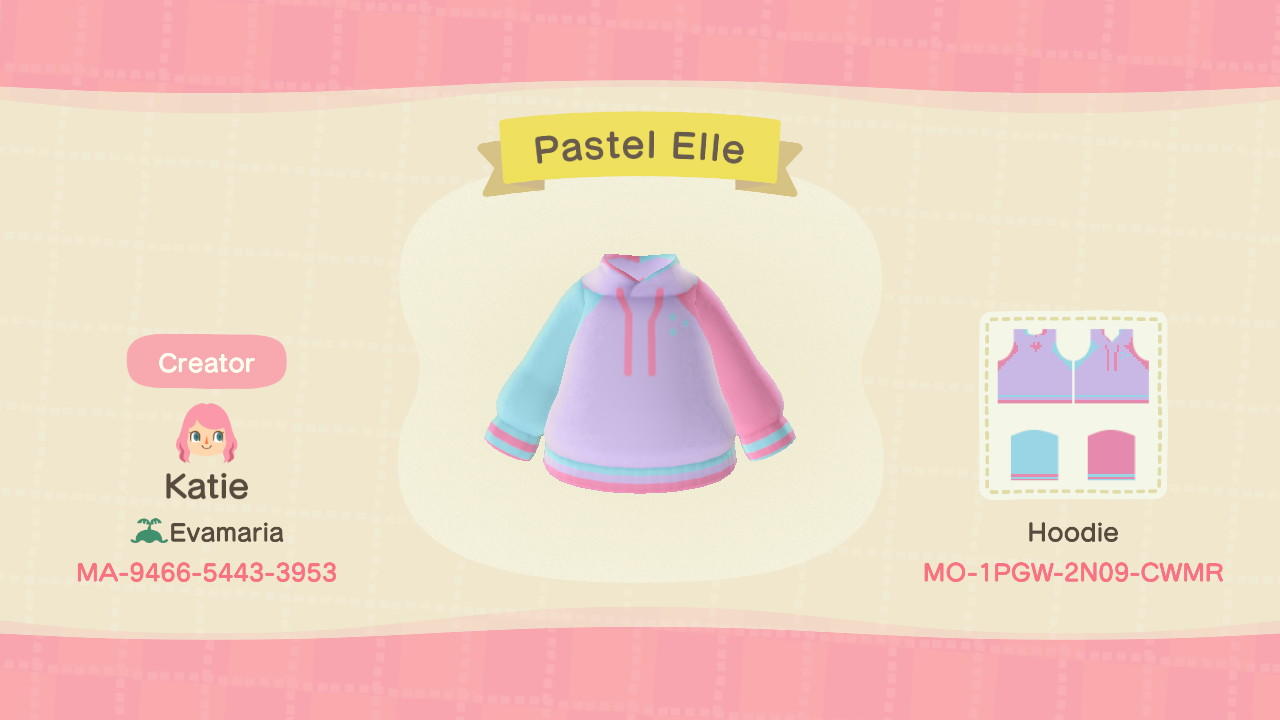 Pastel Elle
Creator
Katie
Evamaria
MA-9466-5443-3953
Hoodie
MO-1PGW-2N09-CWMR